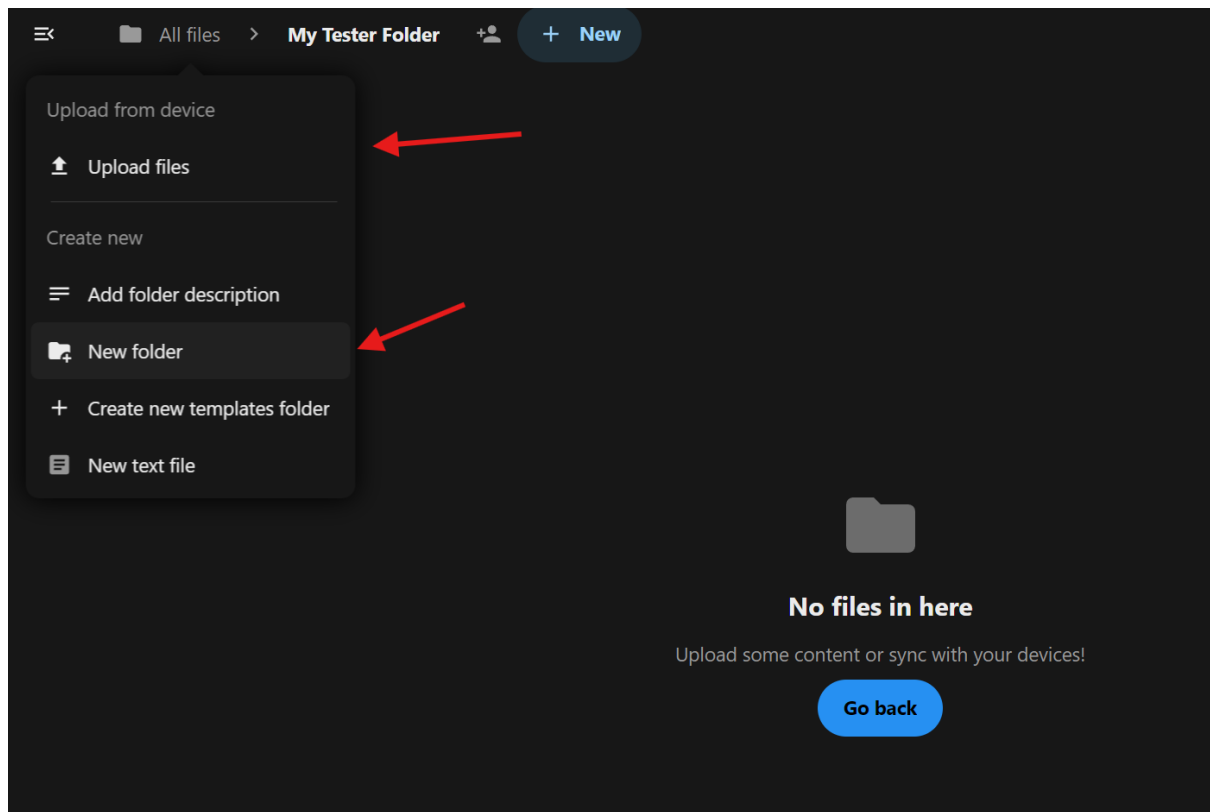 All files > My Tester Folder + New
Upload from device
Upload files
Create new
Add folder description
New folder
Create new templates folder
New text file
No files in here
Upload some content or sync with your devices!
Go back